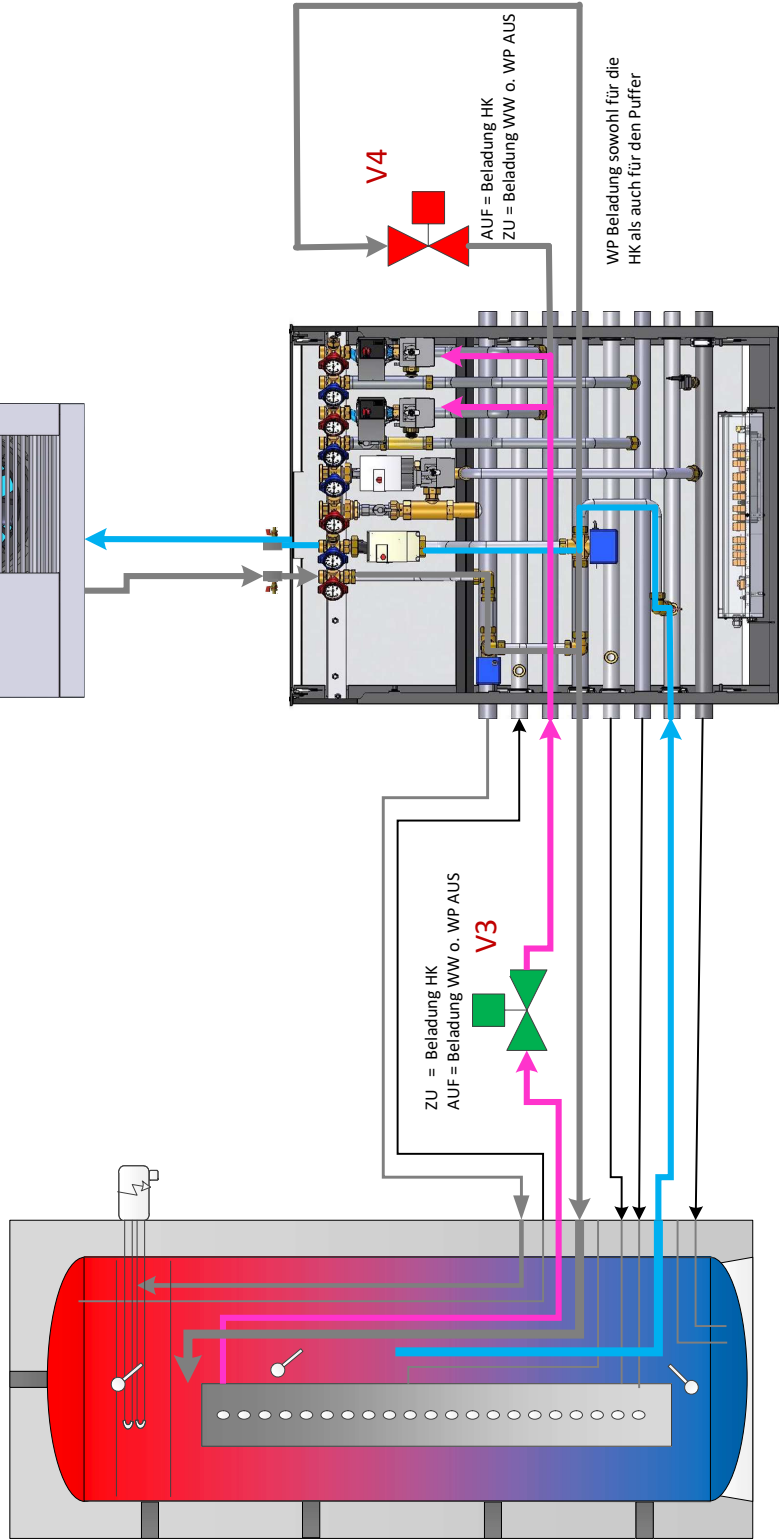 V4
AUF = Beladung HK
ZU = Beladung WW o. WP AUS
WP Beladung sowohl für die
HK als auch für den Puffer
ZU = Beladung HK
AUF = Beladung WW o. WP AUS
V3